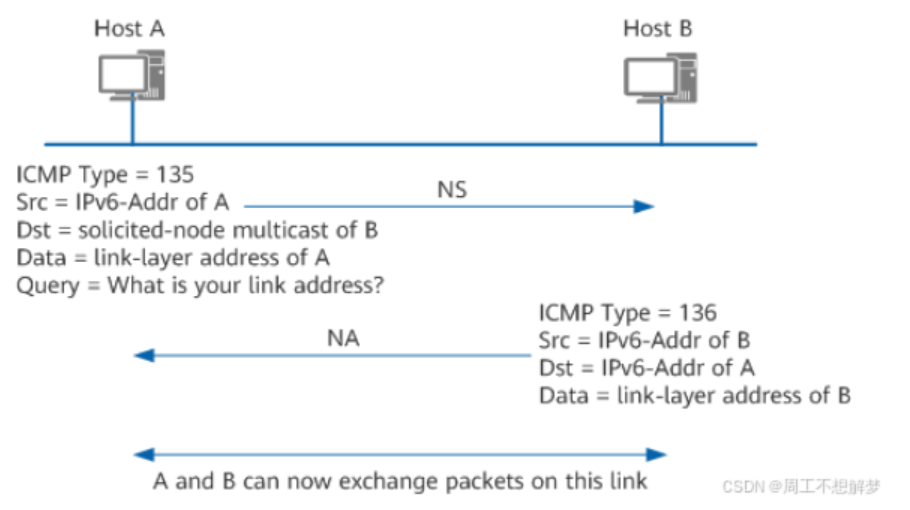 Host A
Host B
ICMP Type = 135
Src = IPv6-Addr of A
NS
Dst = solicited-node multicast of B
Data = link-layer address of A
Query = What is your link address?
ICMP Type = 136
NA
Src = IPv6-Addr of B
Dst = IPv6-Addr of A
Data = link-layer address of B
A and B can now exchange packets on this link
CSDN @周工不想解梦